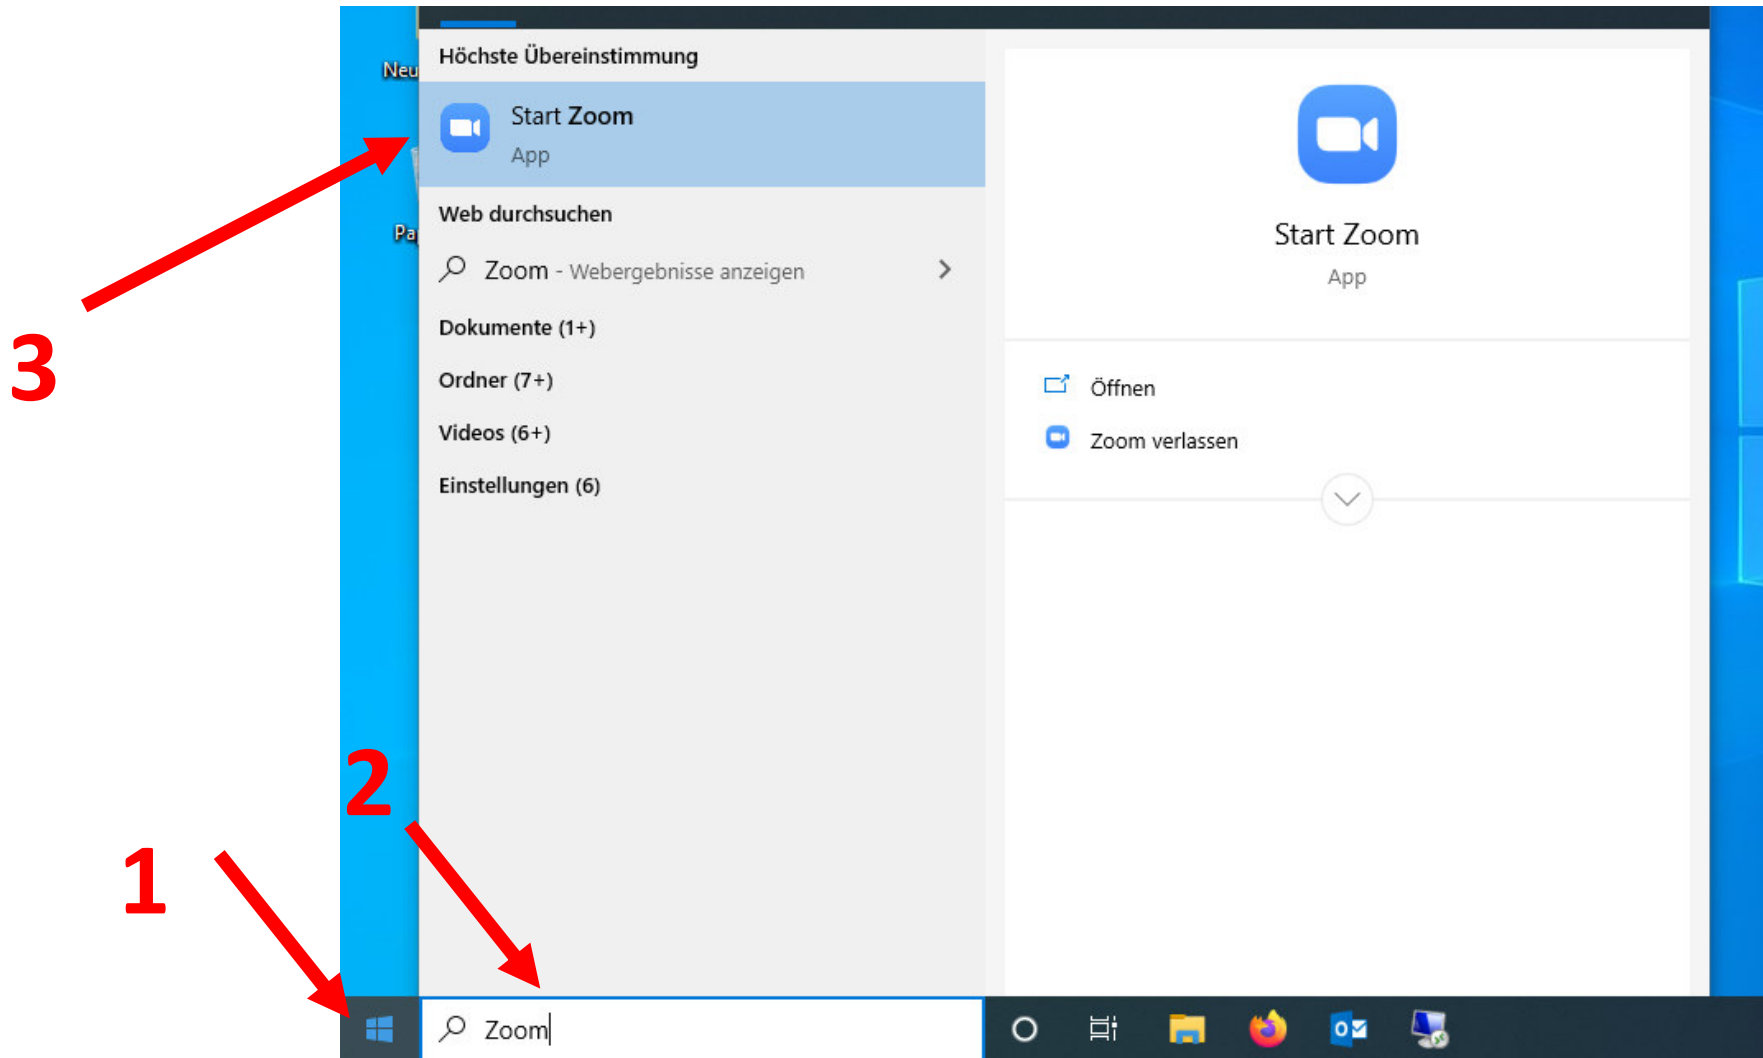 Höchste Übereinstimmung
Neu
Start Zoom
App
Web durchsuchen
Pa
Zoom - Webergebnisse anzeigen
Dokumente (1+)
Ordner (7+)
Videos (6+)
Einstellungen (6)
Start Zoom
App
Öffnen
Zoom verlassen
3
2
1
Zoom